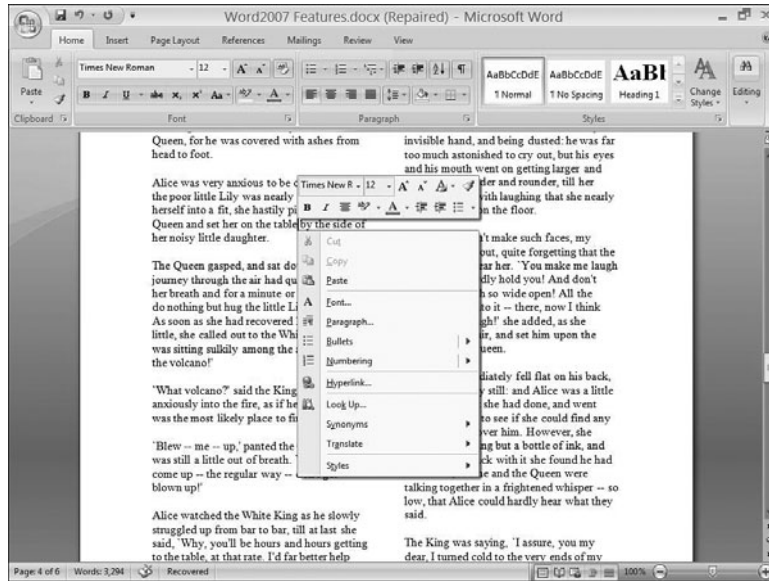 Word2007 Features.docx (Repaired) - Microsoft Word
Home Insert Page Layout References Mailings Review View
Times New Roman 12 A A
Paste B I U abe x, x² Aa ab A
AaBbCcDdE AaBbCcDdE AaBl
¶ Normal ¶ No Spacing Heading 1
Change Styles
Editing
Clipboard Font Paragraph Styles
Queen, for he was covered with ashes from
head to foot.
Alice was very anxious to be
the poor little Lily was nearly
herself into a fit, she hastily
Queen and set her on the table by the side of
her noisy little daughter.
The Queen gasped, and sat
journey through the air had
her breath and for a minute or
do nothing but hug the little
As soon as she had recovered
little, she called out to the
was sitting sulkily among the
the volcano!'
`What volcano?' said the King
anxiously into the fire, as if he
was the most likely place to
`Blew -- me -- up,' panted the
was still a little out of breath.
come up -- the regular way --
blown up!'
Alice watched the White King as he slowly
struggled up from bar to bar, till at last she
said, `Why, you'll be hours and hours getting
to the table, at that rate. I'd far better help
Times New R 12 A A A
B I A
Cut
Copy
Paste
Font...
Paragraph...
Bullets
Numbering
Hyperlink...
Look Up...
Synonyms
Translate
Styles
invisible hand, and being dusted: he was far
too much astonished to cry out, but his eyes
and his mouth went on getting larger and
and rounder, till her
with laughing that she nearly
on the floor.
make such faces, my
out, quite forgetting that the
her. `You make me laugh
hold you! And don't
so wide open! All the
to it -- there, now I think
she added, as she
and set him upon the
fell flat on his back,
still: and Alice was a little
she had done, and went
to see if she could find any
over him. However, she
but a bottle of ink, and
with it she found he had
and the Queen were
talking together in a frightened whisper -- so
low, that Alice could hardly hear what they
said.
The King was saying, `I assure, you my
dear, I turned cold to the very ends of my
Page: 4 of 6 Words: 3,294 Recovered 100%